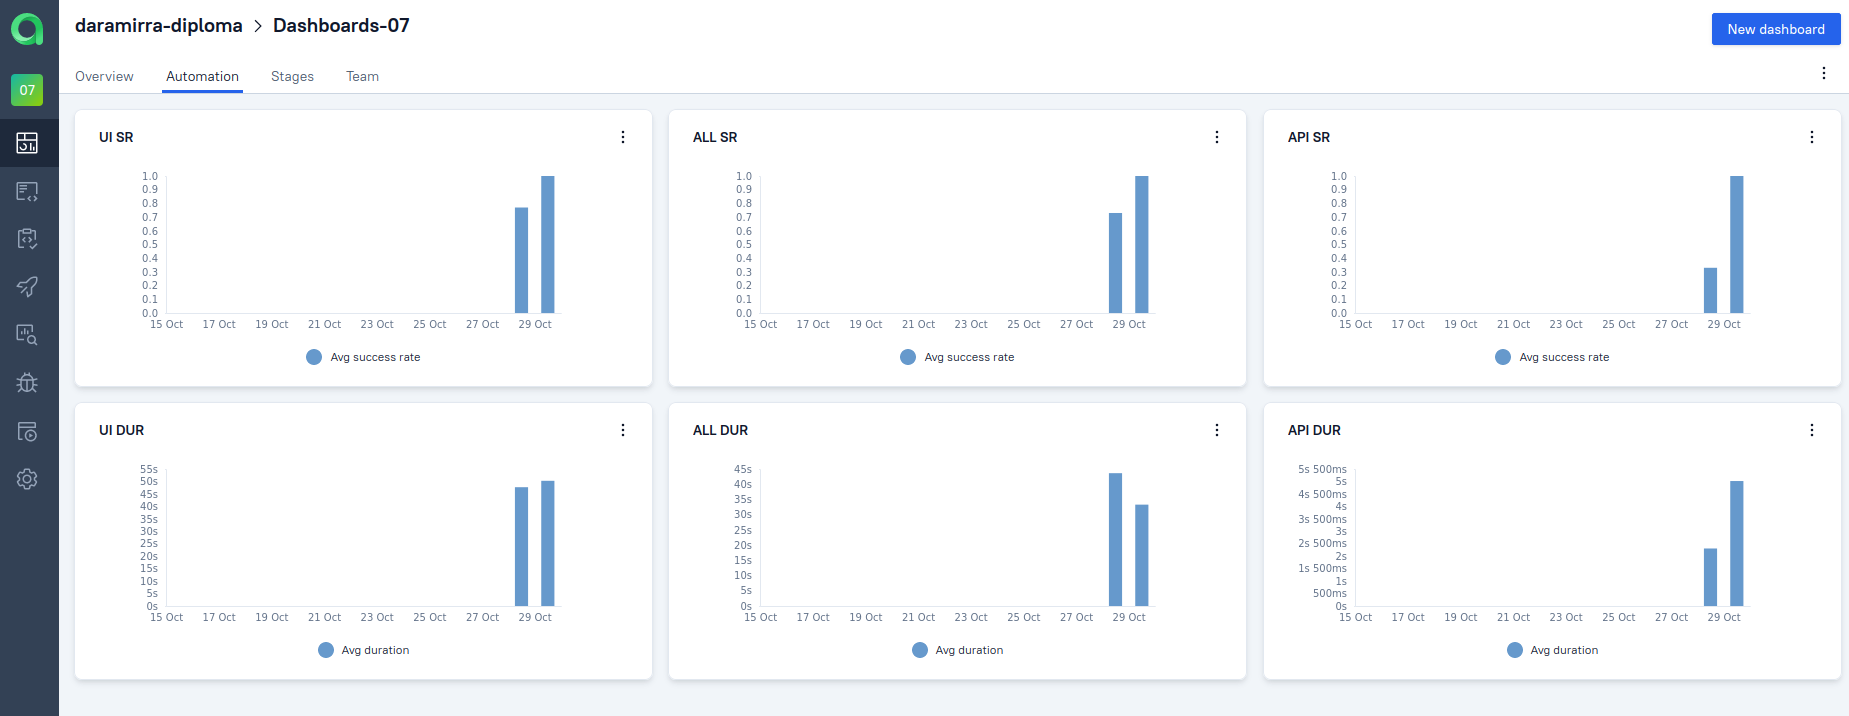 daramirra-diploma > Dashboards-07
New dashboard
07
Overview Automation Stages Team
UI SR
1.0
0.9
0.8
0.7
0.6
0.5
0.4
0.3
0.2
0.1
0.0
15 Oct 17 Oct 19 Oct 21 Oct 23 Oct 25 Oct 27 Oct 29 Oct
Avg success rate
ALL SR
1.0
0.9
0.8
0.7
0.6
0.5
0.4
0.3
0.2
0.1
0.0
15 Oct 17 Oct 19 Oct 21 Oct 23 Oct 25 Oct 27 Oct 29 Oct
Avg success rate
API SR
1.0
0.9
0.8
0.7
0.6
0.5
0.4
0.3
0.2
0.1
0.0
15 Oct 17 Oct 19 Oct 21 Oct 23 Oct 25 Oct 27 Oct 29 Oct
Avg success rate
UI DUR
55s
50s
45s
40s
35s
30s
25s
20s
15s
10s
5s
0s
15 Oct 17 Oct 19 Oct 21 Oct 23 Oct 25 Oct 27 Oct 29 Oct
Avg duration
ALL DUR
45s
40s
35s
30s
25s
20s
15s
10s
5s
0s
15 Oct 17 Oct 19 Oct 21 Oct 23 Oct 25 Oct 27 Oct 29 Oct
Avg duration
API DUR
5s 500ms
5s
4s 500ms
4s
3s 500ms
3s
2s 500ms
2s
1s 500ms
1s
500ms
0s
15 Oct 17 Oct 19 Oct 21 Oct 23 Oct 25 Oct 27 Oct 29 Oct
Avg duration